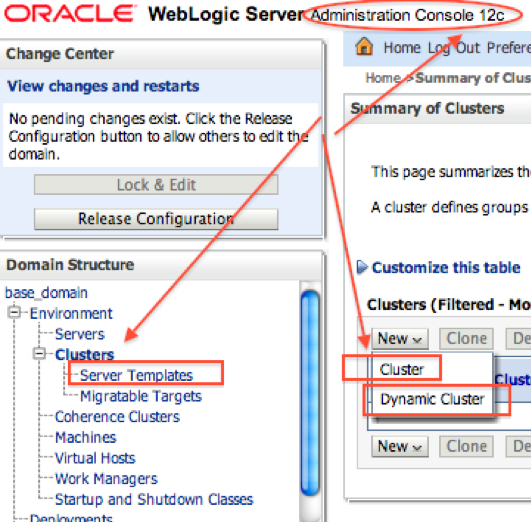 ORACLE WebLogic Server Administration Console 12c
Change Center
View changes and restarts
No pending changes exist. Click the Release
Configuration button to allow others to edit the
domain.
Lock & Edit
Release Configuration
Domain Structure
base_domain
Environment
Servers
Clusters
Server Templates
Migratable Targets
Coherence Clusters
Machines
Virtual Hosts
Work Managers
Startup and Shutdown Classes
Deployments
Home Log Out Prefere
Home >Summary of Clus
Summary of Clusters
This page summarizes th
A cluster defines groups
Customize this table
Clusters (Filtered - Mo
New Clone De
Cluster
Clust
Dynamic Cluster
New Clone De